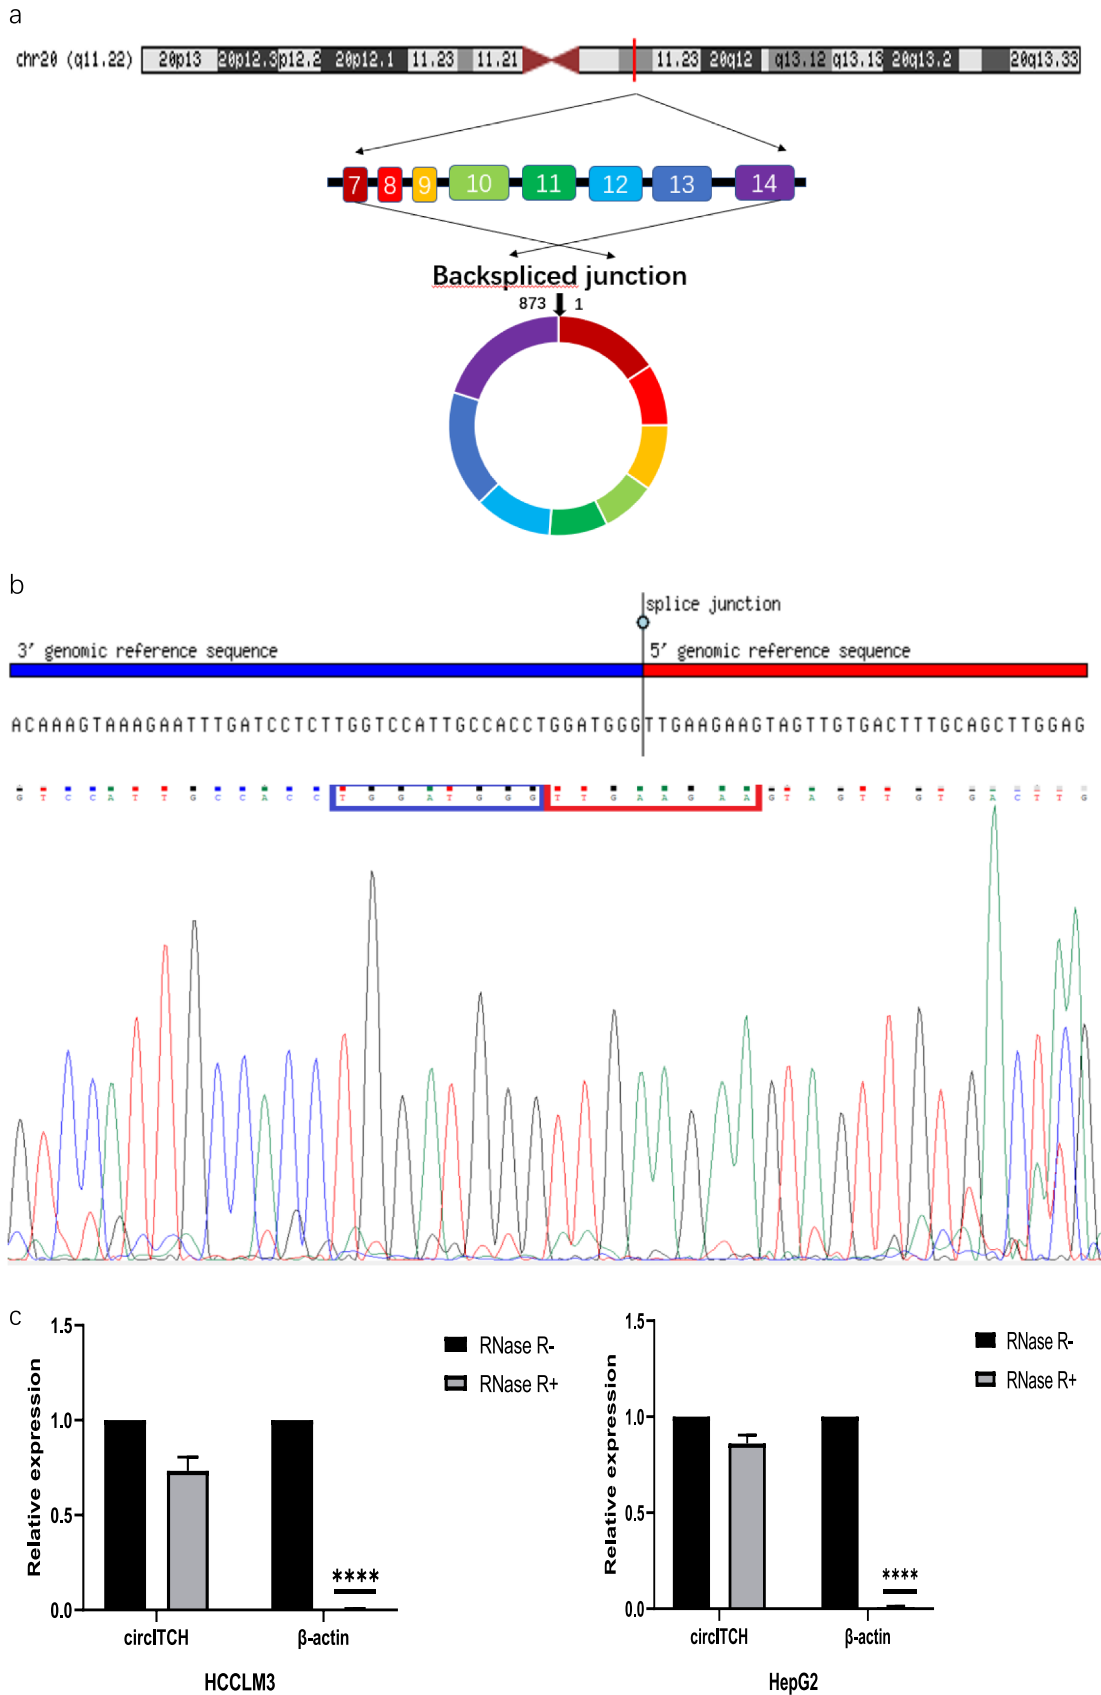 a
chr20 (q11.22) 20p13 20p12.3 p12.2 20p12.1 11.23 11.21 11.23 20q12 q13.12 q13.13 20q13.2 20q13.33
7 8 9 10 11 12 13 14
Backspliced junction
873 1
b
splice junction
3′ genomic reference sequence 5′ genomic reference sequence
ACAAAGTAAAGAATTTGATCCTCTTGGTCCATTGCCACCTGGATGGGTTGAAGAAGTAGTTGTGACTTTGCAGCTTGGAG
G T C C A T T G C C A C C T G G A T G G G T T G A A G A A G T A G T T G T G A C T T G
c
1.5
1.0
0.5
0.0
Relative expression
RNase R-
RNase R+
****
circITCH β-actin
HCCLM3
1.5
1.0
0.5
0.0
Relative expression
RNase R-
RNase R+
****
circITCH β-actin
HepG2